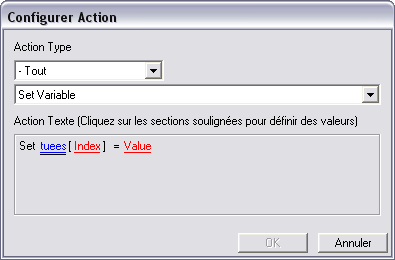 Configurer Action
Action Type
- Tout
Set Variable
Action Texte (Cliquez sur les sections soulignées pour définir des valeurs)
Set tuees [ Index ] = Value
OK
Annuler